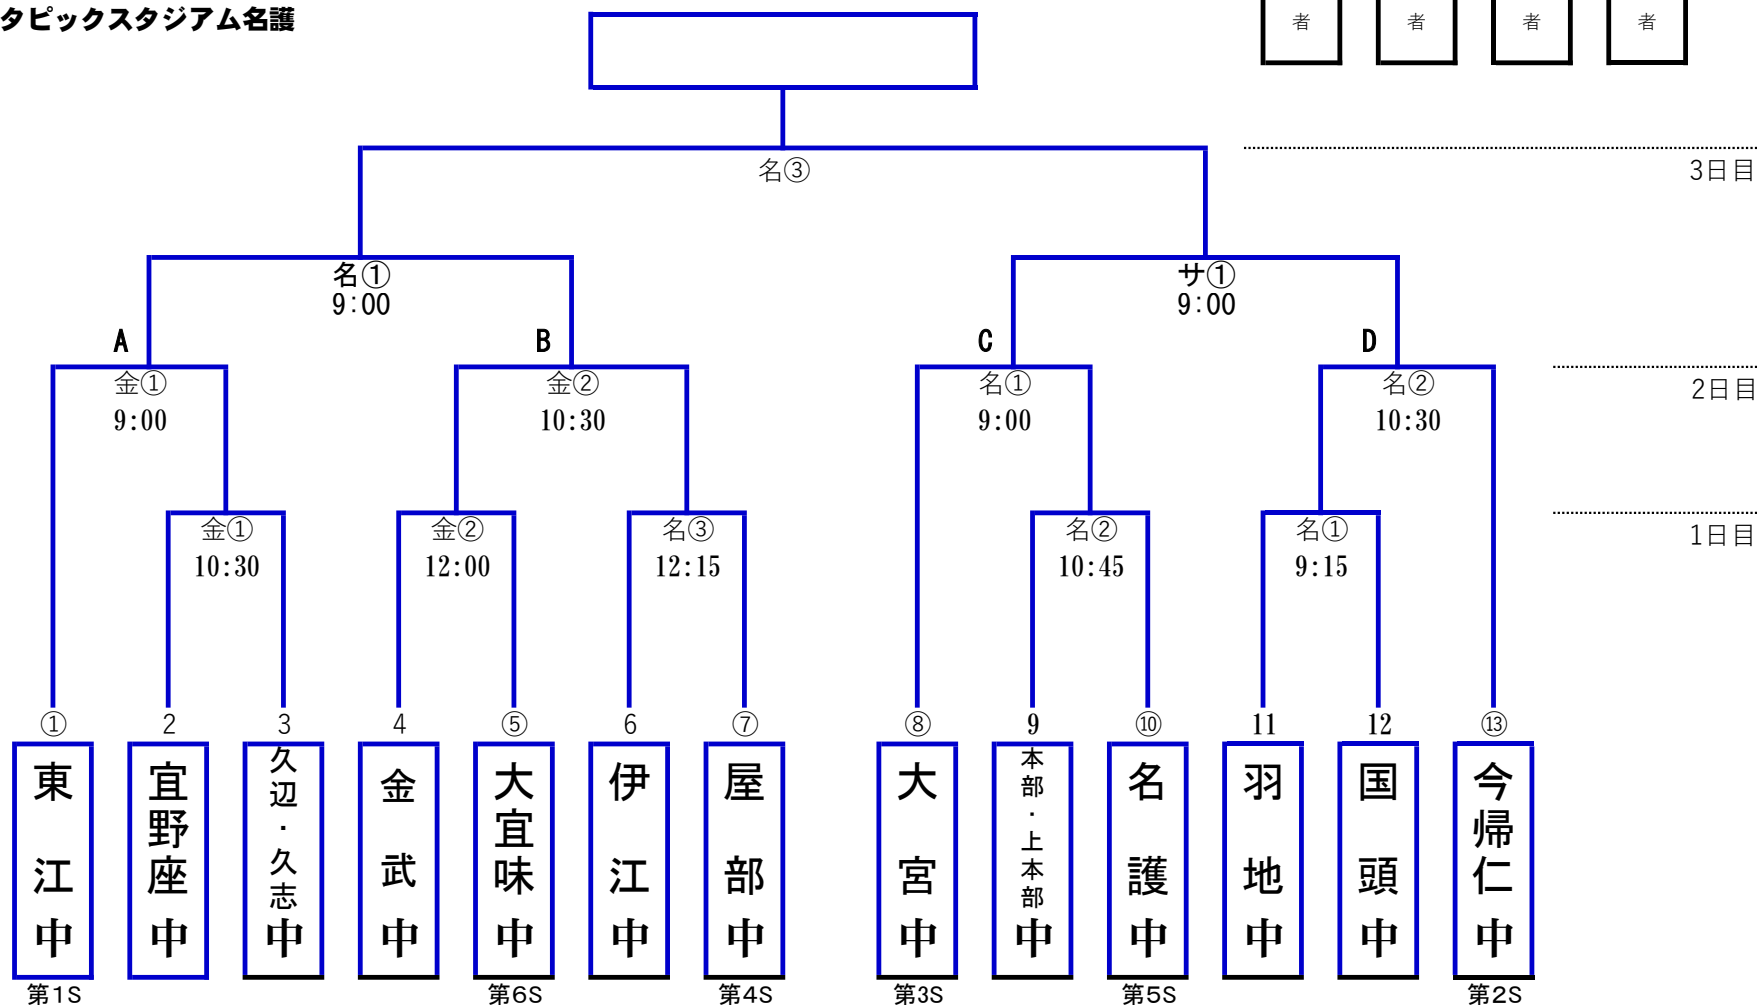 タピックスタジアム名護
者 者 者 者
名③
3日目
名①
9:00
サ①
9:00
A
B
C
D
金①
9:00
金②
10:30
名①
9:00
名②
10:30
2日目
金①
10:30
金②
12:00
名③
12:15
名②
10:45
名①
9:15
1日目
① 2 3 4 ⑤ 6 ⑦ ⑧ 9 ⑩ 11 12 ⑬
東江中
宜野座中
久辺・久志中
金武中
大宜味中
伊江中
屋部中
大宮中
本部・上本部中
名護中
羽地中
国頭中
今帰仁中
第1S
第6S
第4S
第3S
第5S
第2S